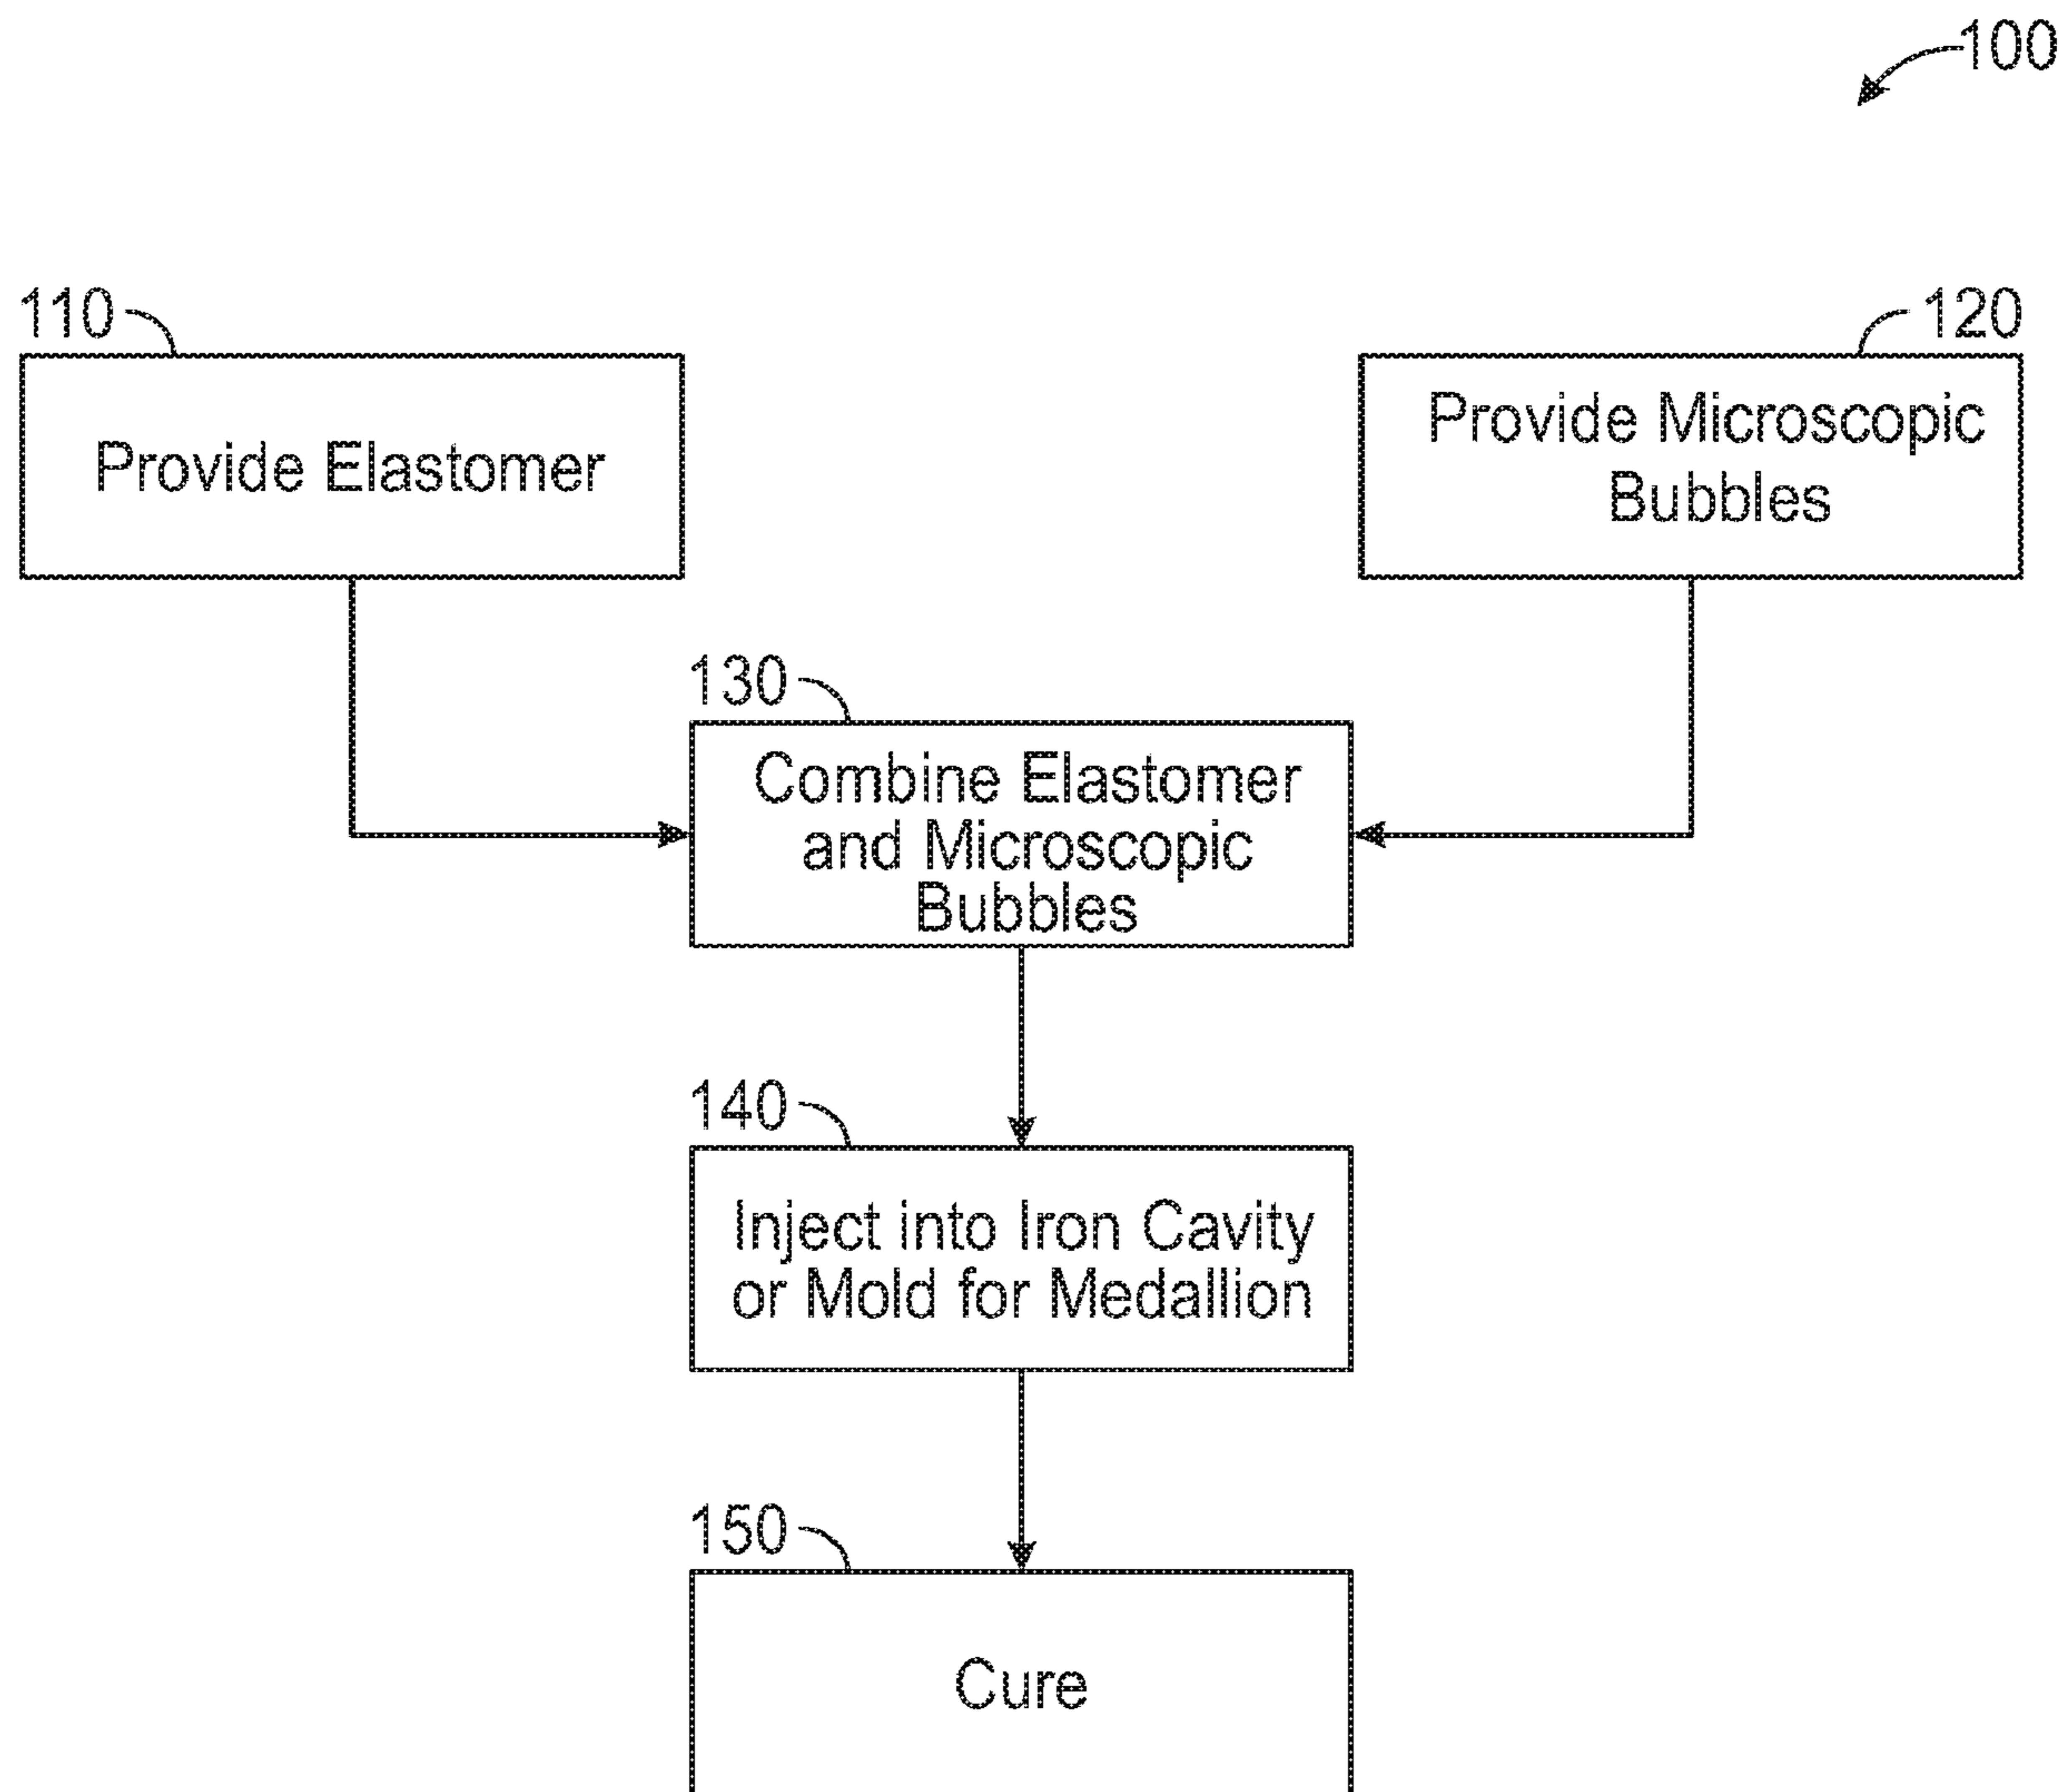 100
110
120
Provide Elastomer
Provide Microscopic
Bubbles
130
Combine Elastomer
and Microscopic
Bubbles
140
Inject into Iron Cavity
or Mold for Medallion
150
Cure